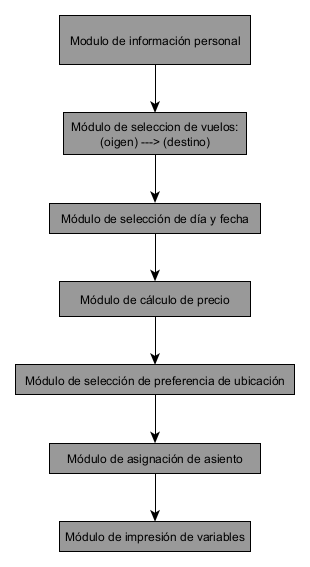 Modulo de información personal
Módulo de seleccion de vuelos:
(oigen) ---> (destino)
Módulo de selección de día y fecha
Módulo de cálculo de precio
Módulo de selección de preferencia de ubicación
Módulo de asignación de asiento
Módulo de impresión de variables